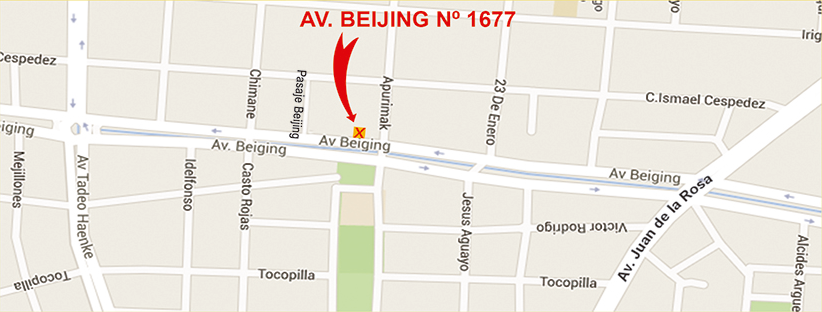 AV. BEIJING Nº 1677
Irig
Cespedez
Chimane
Pasaje Beijing
Apurimak
23 De Enero
C.Ismael Cespedez
X
eiging
Av. Beiging
Av Beiging
Av Beiging
Mejillones
Av Tadeo Haenke
Idelfonso
Casto Rojas
Jesus Aguayo
Victor Rodrigo
Av. Juan de la Rosa
Alcides Argue
Tocopilla
Tocopilla
Tocopilla